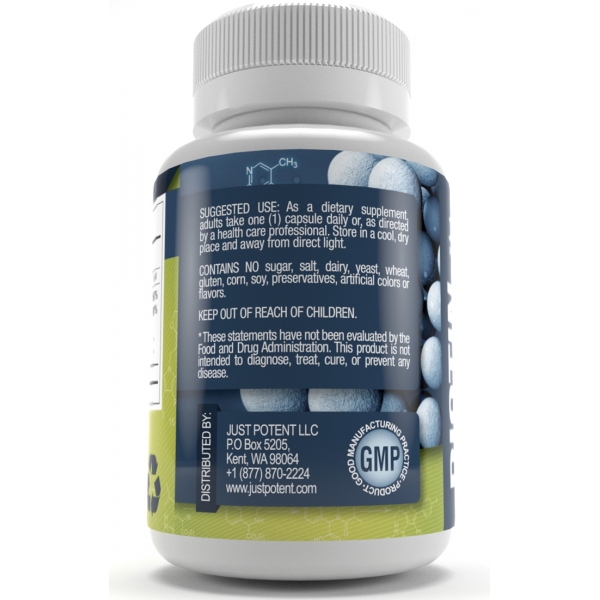 N
CH3
SUGGESTED USE: As a dietary supplement,
adults take one (1) capsule daily or, as directed
by a health care professional. Store in a cool, dry
place and away from direct light.
CONTAINS NO sugar, salt, dairy, yeast, wheat,
gluten, corn, soy, preservatives, artificial colors or
flavors.
KEEP OUT OF REACH OF CHILDREN.
*These statements have not been evaluated by the
Food and Drug Administration. This product is not
intended to diagnose, treat, cure, or prevent any
disease.
DISTRIBUTED BY:
JUST POTENT LLC
P.O Box 5205,
Kent, WA 98064
+1 (877) 870-2224
www.justpotent.com
GOOD MANUFACTURING PRACTICE
GMP
PRODUCT